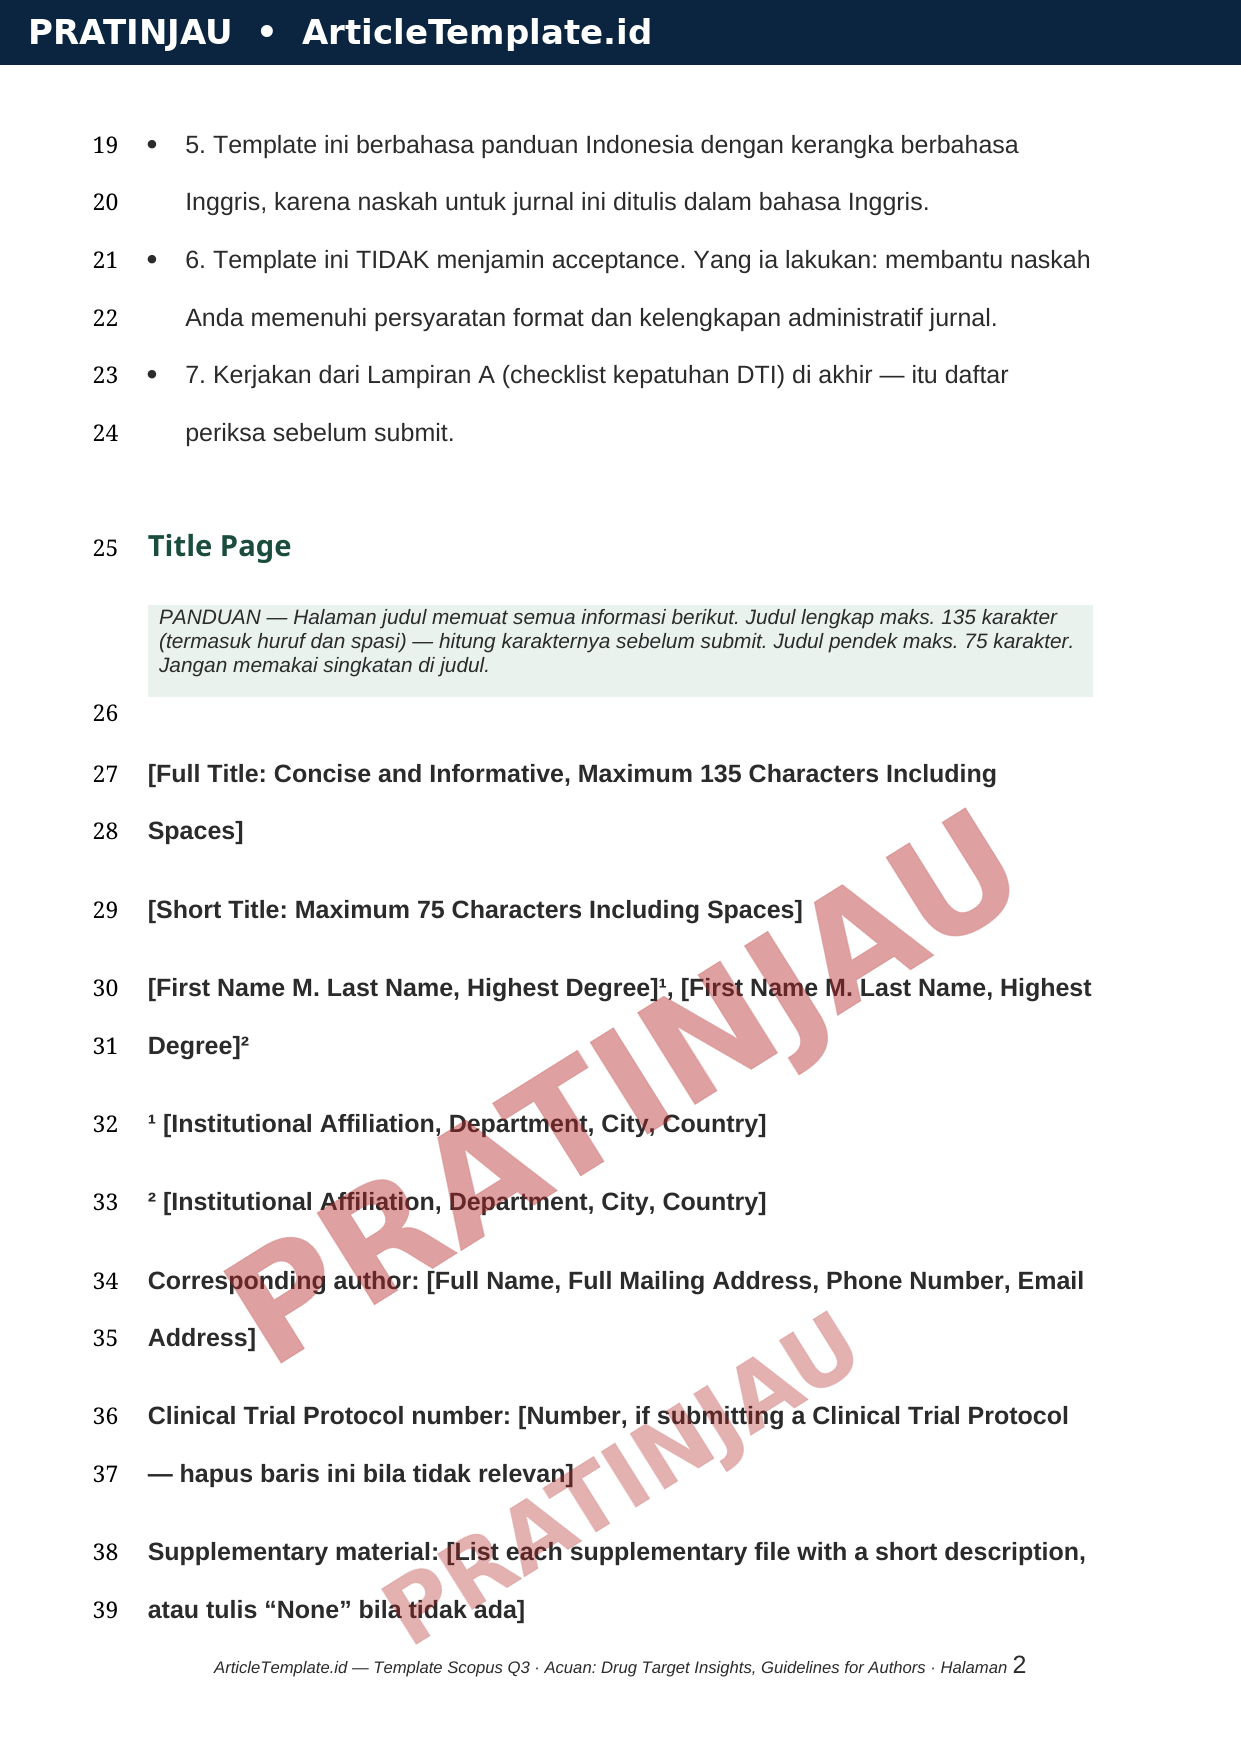 PRATINJAU • ArticleTemplate.id
19 • 5. Template ini berbahasa panduan Indonesia dengan kerangka berbahasa
20 Inggris, karena naskah untuk jurnal ini ditulis dalam bahasa Inggris.
21 • 6. Template ini TIDAK menjamin acceptance. Yang ia lakukan: membantu naskah
22 Anda memenuhi persyaratan format dan kelengkapan administratif jurnal.
23 • 7. Kerjakan dari Lampiran A (checklist kepatuhan DTI) di akhir — itu daftar
24 periksa sebelum submit.
25 Title Page
PANDUAN — Halaman judul memuat semua informasi berikut. Judul lengkap maks. 135 karakter
(termasuk huruf dan spasi) — hitung karakternya sebelum submit. Judul pendek maks. 75 karakter.
Jangan memakai singkatan di judul.
26
27 [Full Title: Concise and Informative, Maximum 135 Characters Including
28 Spaces]
29 [Short Title: Maximum 75 Characters Including Spaces]
30 [First Name M. Last Name, Highest Degree]¹, [First Name M. Last Name, Highest
31 Degree]²
32 ¹ [Institutional Affiliation, Department, City, Country]
33 ² [Institutional Affiliation, Department, City, Country]
34 Corresponding author: [Full Name, Full Mailing Address, Phone Number, Email
35 Address]
36 Clinical Trial Protocol number: [Number, if submitting a Clinical Trial Protocol
37 — hapus baris ini bila tidak relevan]
38 Supplementary material: [List each supplementary file with a short description,
39 atau tulis “None” bila tidak ada]
PRATINJAU
PRATINJAU
ArticleTemplate.id — Template Scopus Q3 · Acuan: Drug Target Insights, Guidelines for Authors · Halaman 2